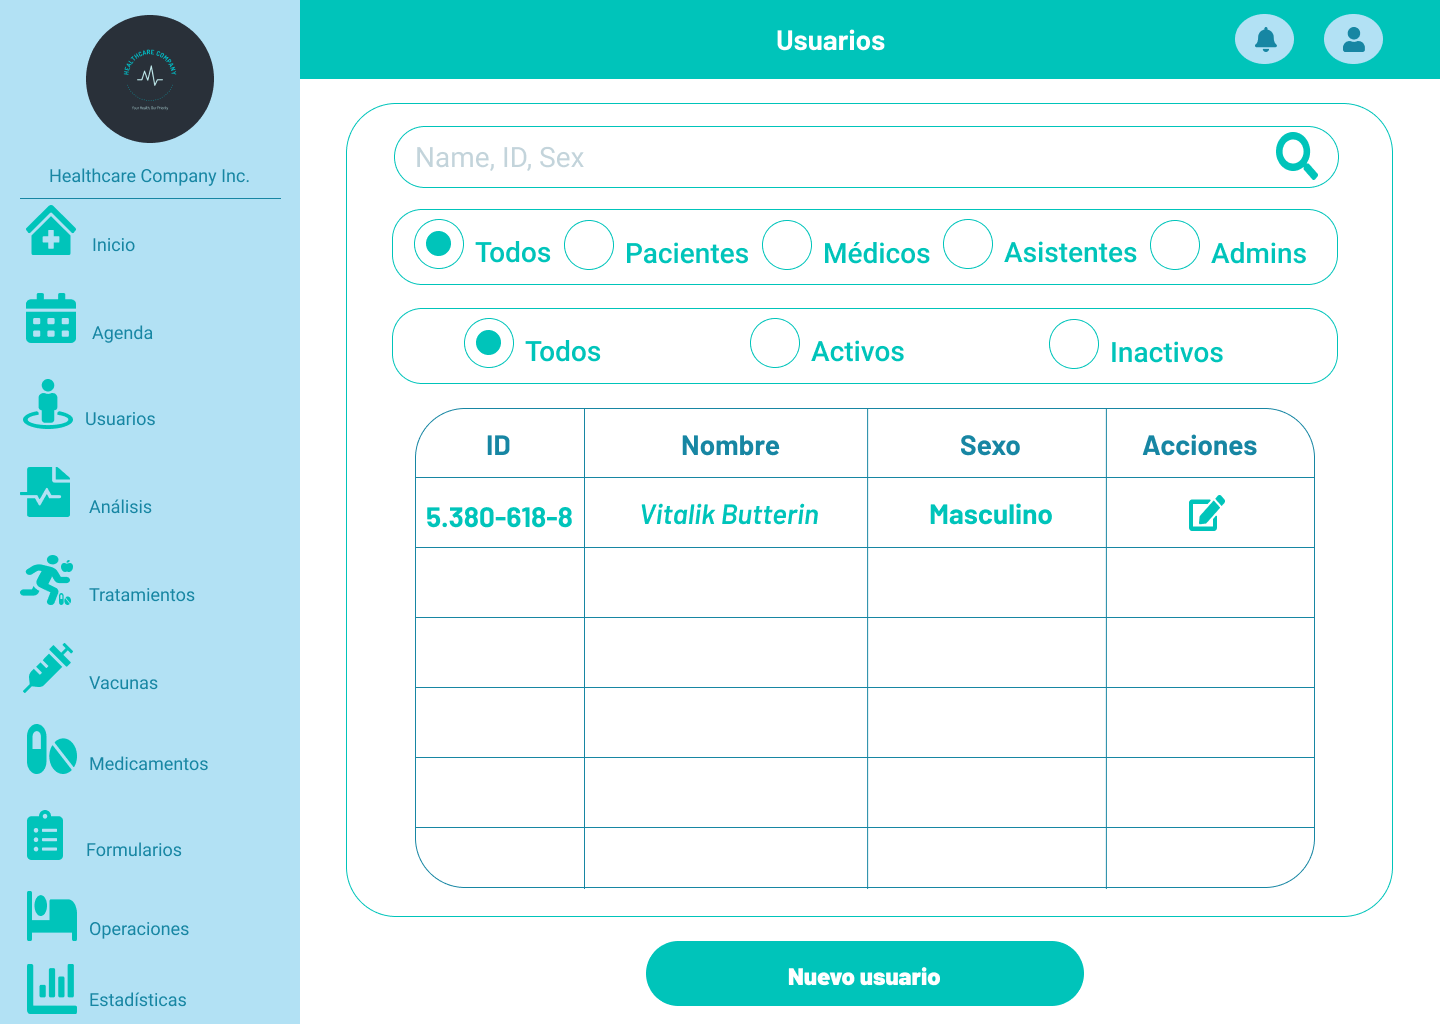 HEALTHCARE COMPANY
Your Health Our Priority
Healthcare Company Inc.
Inicio
Agenda
Usuarios
Análisis
Tratamientos
Vacunas
Medicamentos
Formularios
Operaciones
Estadísticas
Usuarios
Name, ID, Sex
Todos Pacientes Médicos Asistentes Admins
Todos Activos Inactivos
ID Nombre Sexo Acciones
5.380-618-8 Vitalik Butterin Masculino
Nuevo usuario